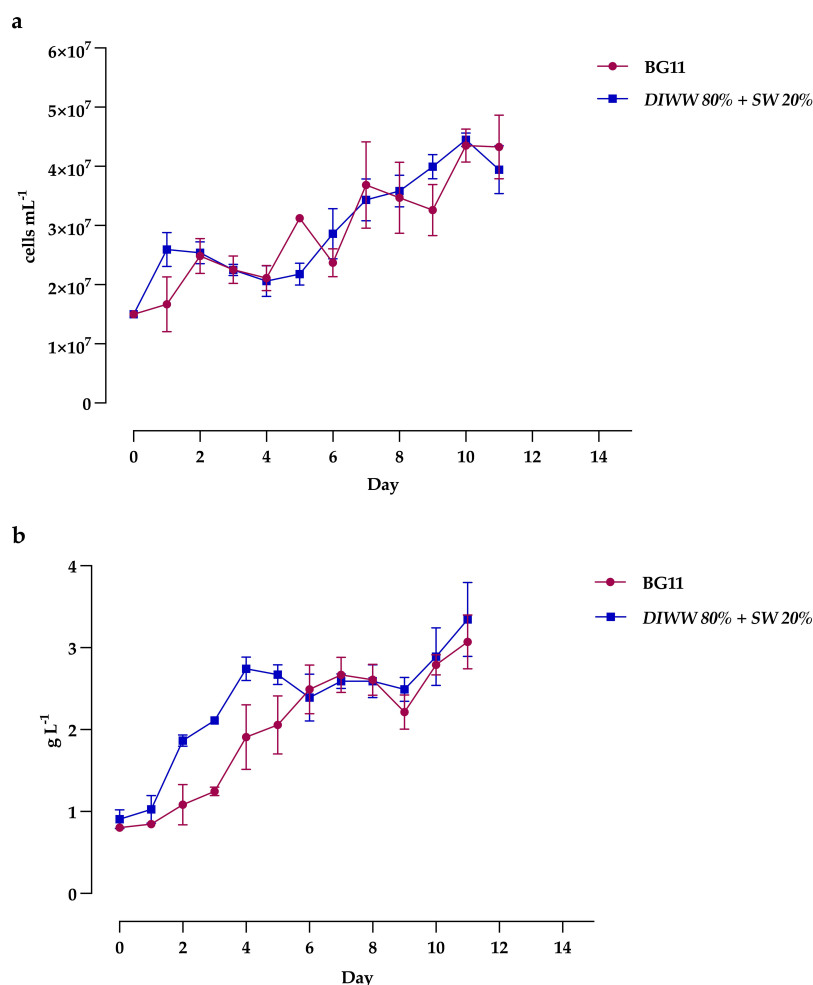 a
6×10⁷
5×10⁷
4×10⁷
3×10⁷
2×10⁷
1×10⁷
0
cells mL⁻¹
0 2 4 6 8 10 12 14
Day
BG11
DIWW 80% + SW 20%
b
4
3
2
1
0
g L⁻¹
0 2 4 6 8 10 12 14
Day
BG11
DIWW 80% + SW 20%